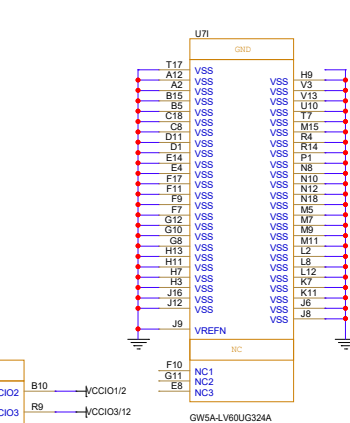 U7I
GND
T17 VSS
A12 VSS VSS H9
A2 VSS VSS V3
B15 VSS VSS V13
B5 VSS VSS U10
C18 VSS VSS T7
C8 VSS VSS M15
D11 VSS VSS R4
D1 VSS VSS R14
E14 VSS VSS P1
E4 VSS VSS N8
F17 VSS VSS N10
F11 VSS VSS N12
F9 VSS VSS N18
F7 VSS VSS M5
G12 VSS VSS M7
G10 VSS VSS M9
G8 VSS VSS M11
H13 VSS VSS L2
H11 VSS VSS L8
H7 VSS VSS L12
H3 VSS VSS K7
J16 VSS VSS K11
J12 VSS VSS J6
VSS J8
J9 VREFN
NC
F10 NC1
G11 NC2
E8 NC3
CIO2 B10 VCCIO1/2
CIO3 R9 VCCIO3/12
GW5A-LV60UG324A